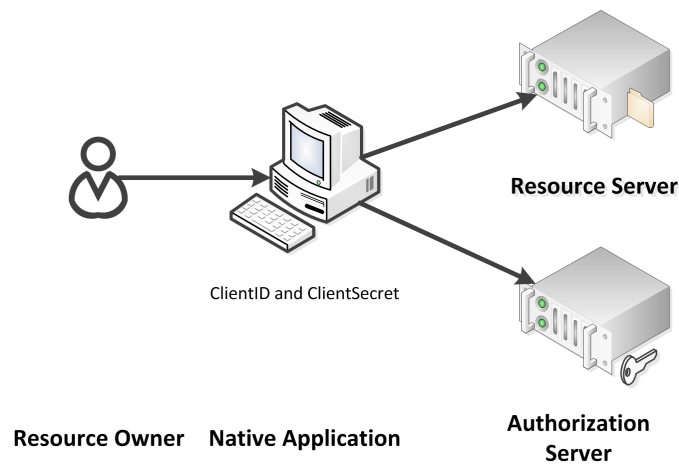 Resource Server
ClientID and ClientSecret
Resource Owner
Native Application
Authorization
Server